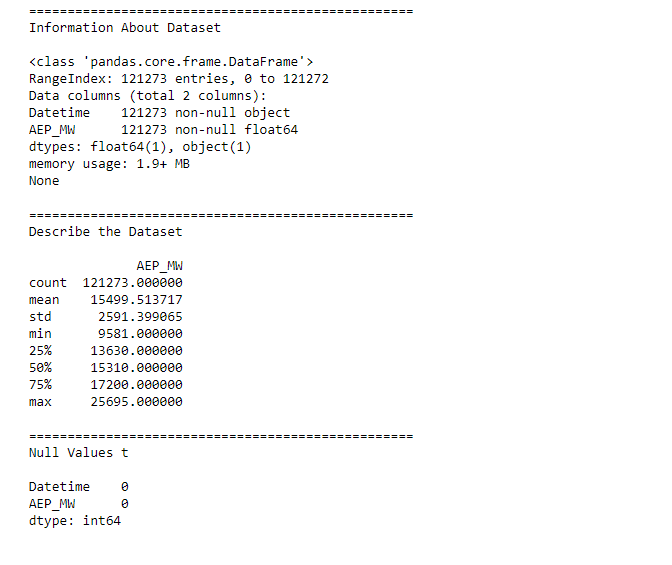 ==================================================
Information About Dataset
<class 'pandas.core.frame.DataFrame'>
RangeIndex: 121273 entries, 0 to 121272
Data columns (total 2 columns):
Datetime    121273 non-null object
AEP_MW      121273 non-null float64
dtypes: float64(1), object(1)
memory usage: 1.9+ MB
None
==================================================
Describe the Dataset
              AEP_MW
count  121273.000000
mean    15499.513717
std      2591.399065
min      9581.000000
25%     13630.000000
50%     15310.000000
75%     17200.000000
max     25695.000000
==================================================
Null Values t
Datetime    0
AEP_MW      0
dtype: int64